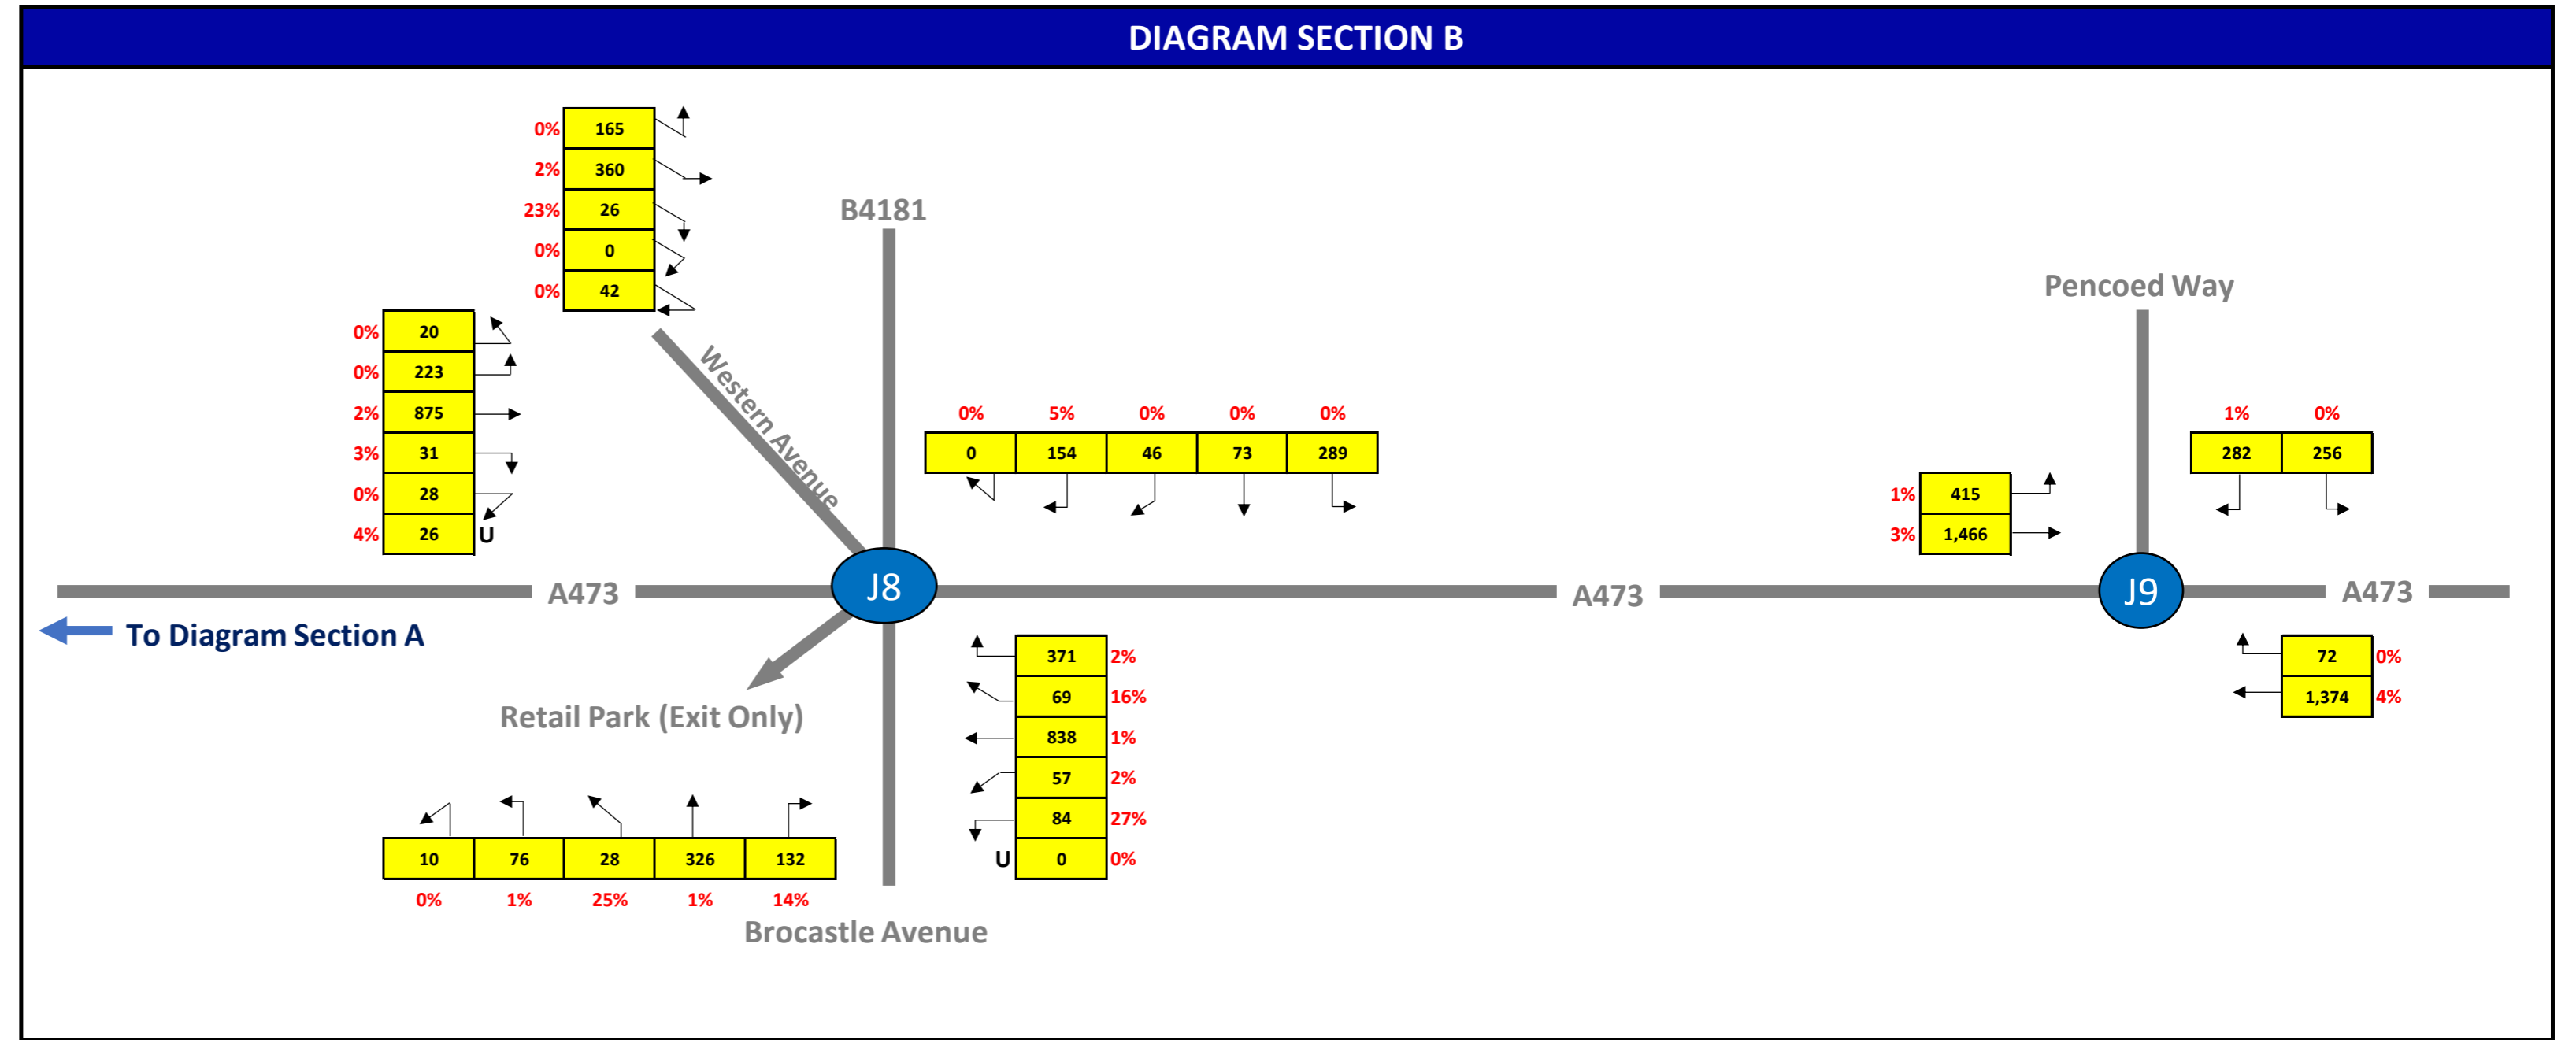 DIAGRAM SECTION B
0% 165
2% 360
23% 26
0% 0
0% 42
B4181
Western Avenue
0% 20
0% 223
2% 875
3% 31
0% 28
4% 26 U
0% 5% 0% 0% 0%
0 154 46 73 289
Pencoed Way
1% 0%
282 256
1% 415
3% 1,466
A473
J8
A473
J9
A473
To Diagram Section A
Retail Park (Exit Only)
371 2%
69 16%
838 1%
57 2%
84 27%
U 0 0%
72 0%
1,374 4%
10 76 28 326 132
0% 1% 25% 1% 14%
Brocastle Avenue